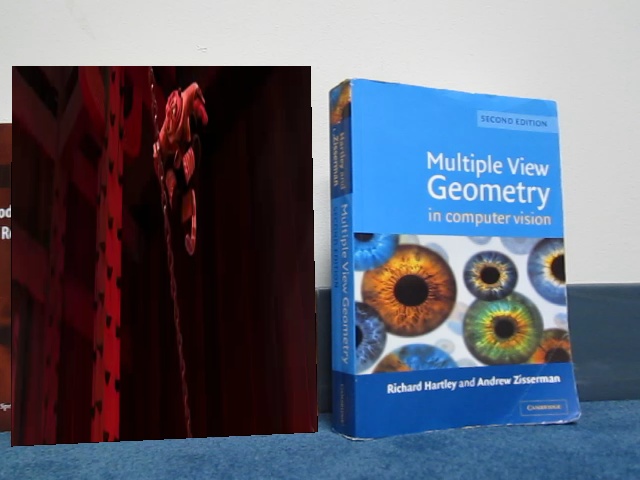 SECOND EDITION
Multiple View
Geometry
in computer vision
Richard Hartley and Andrew Zisserman
CAMBRIDGE
Hartley and
Zisserman
Multiple View Geometry